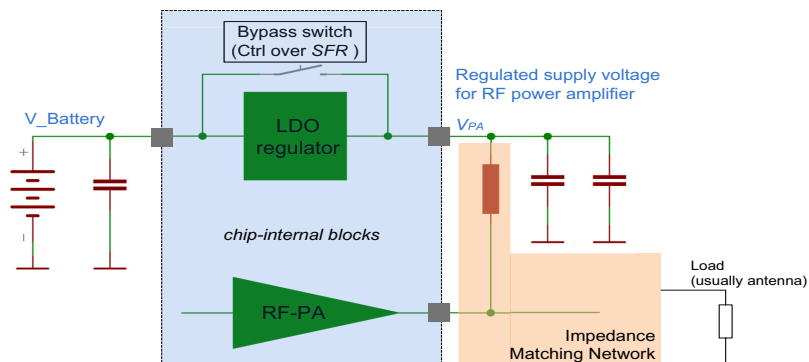 Bypass switch
(Ctrl over SFR )
Regulated supply voltage
for RF power amplifier
V_Battery
VPA
LDO
regulator
+
–
chip-internal blocks
RF-PA
Load
(usually antenna)
Impedance
Matching Network